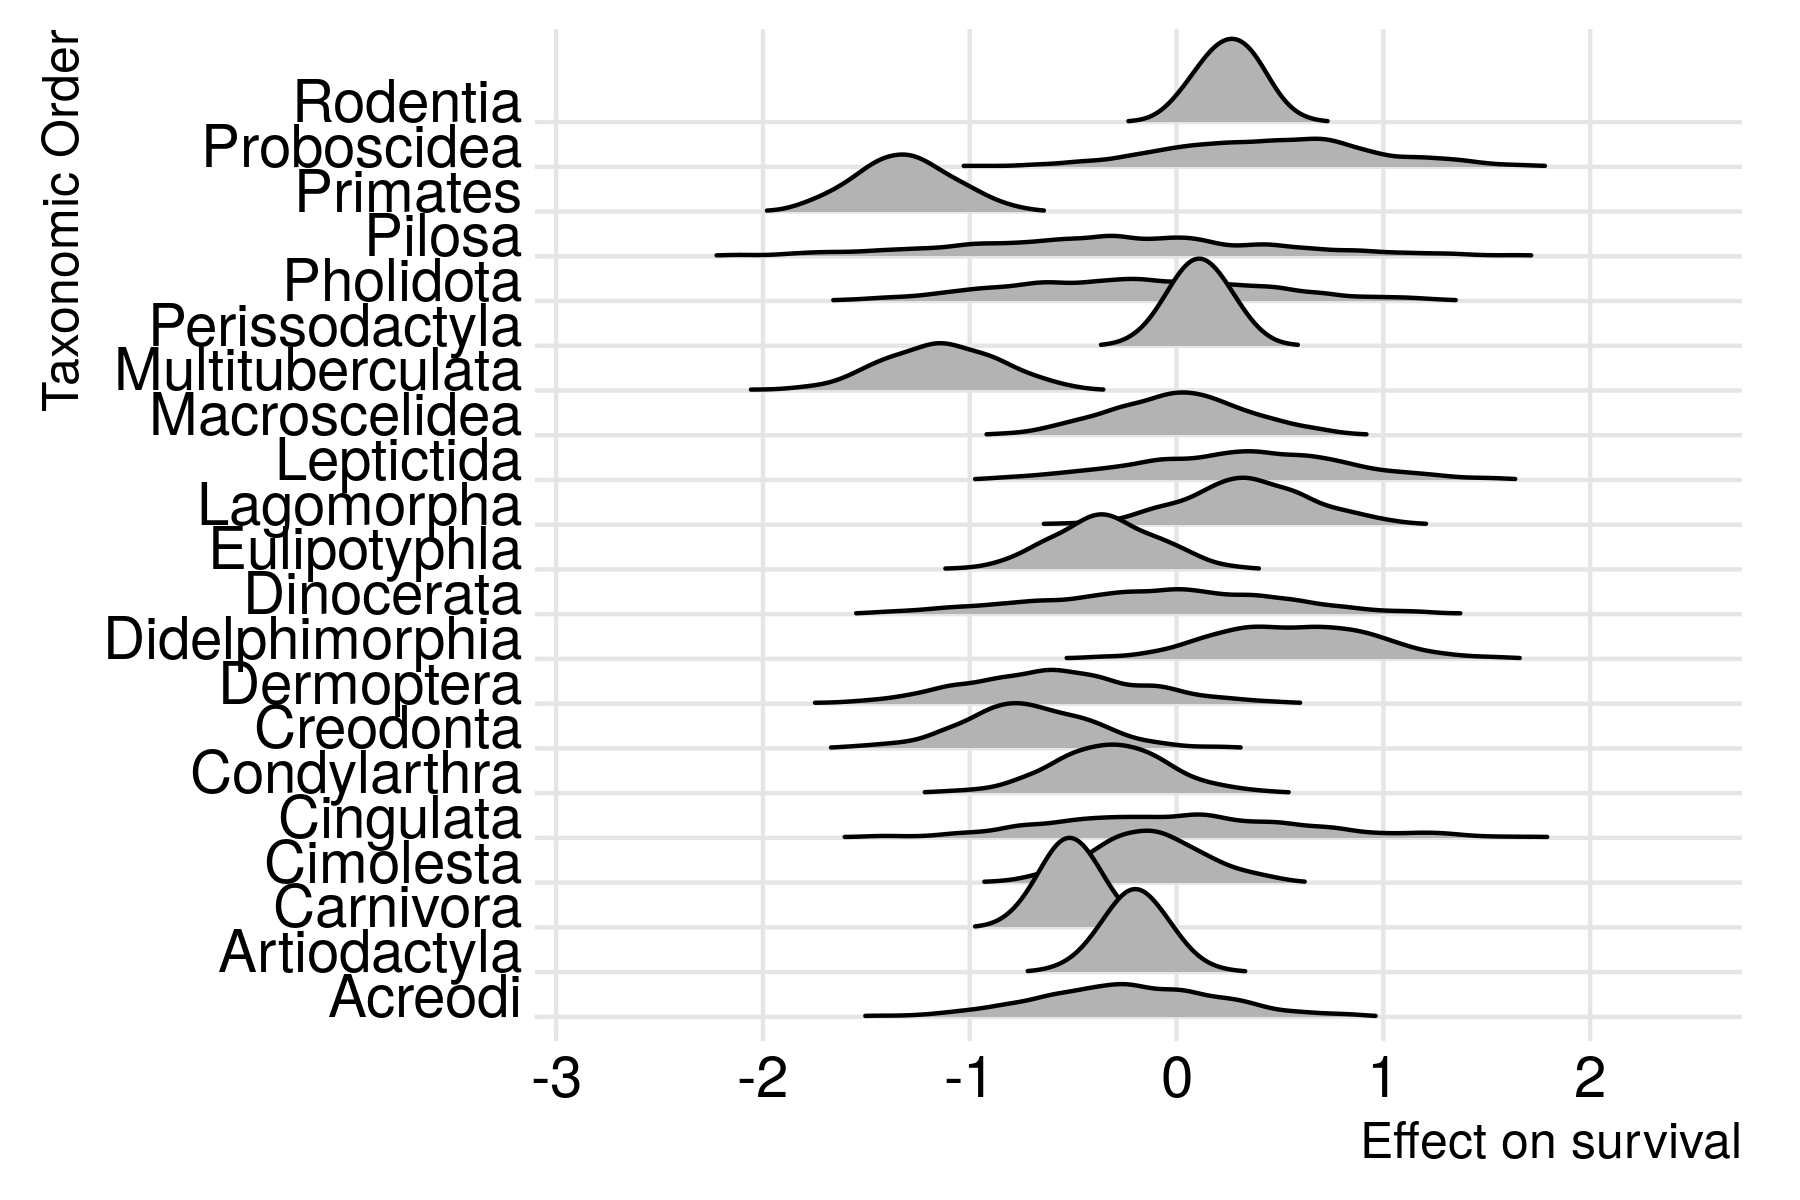 Taxonomic Order
Rodentia
Proboscidea
Primates
Pilosa
Pholidota
Perissodactyla
Multituberculata
Macroscelidea
Leptictida
Lagomorpha
Eulipotyphla
Dinocerata
Didelphimorphia
Dermoptera
Creodonta
Condylarthra
Cingulata
Cimolesta
Carnivora
Artiodactyla
Acreodi
-3 -2 -1 0 1 2
Effect on survival